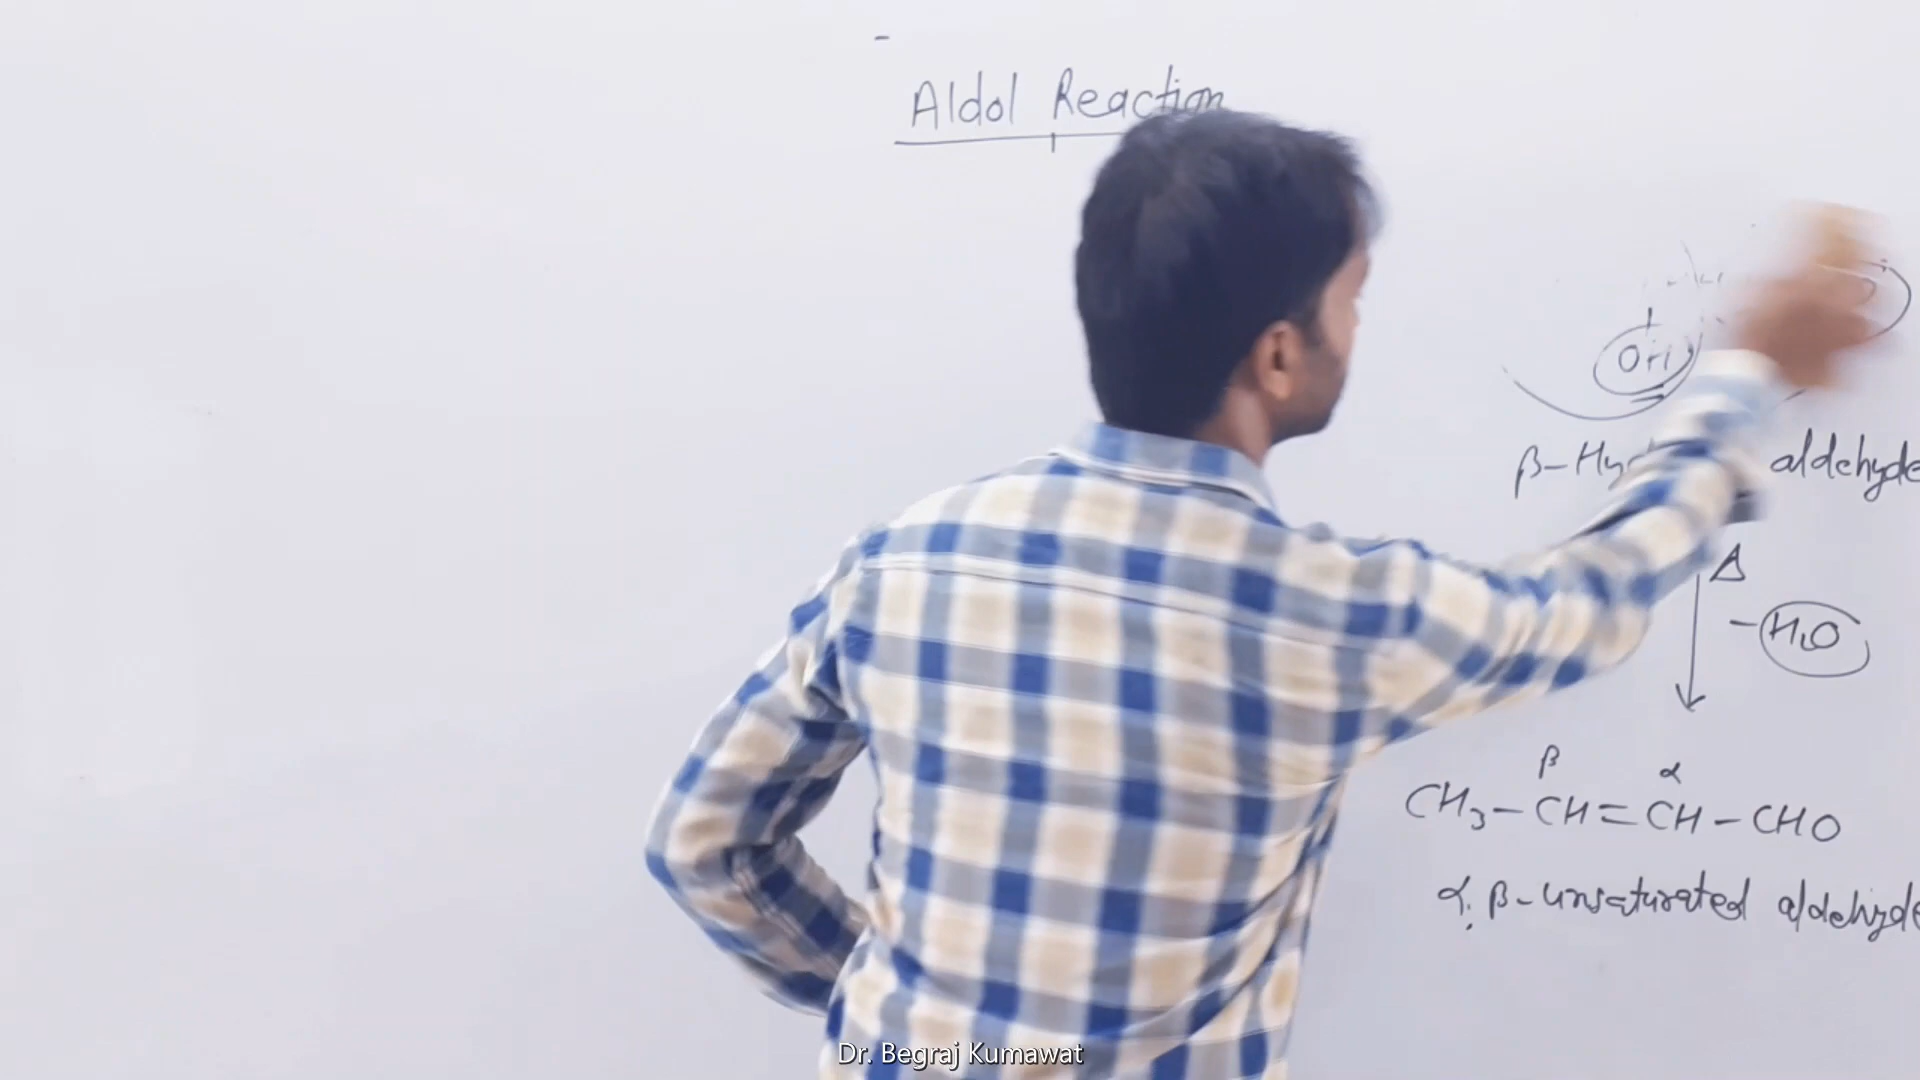 Aldol Reaction
OH
β-Hy aldehyde
Δ
-H2O
β α
CH3-CH=CH-CHO
α, β-unsaturated aldehyde
Dr. Begraj Kumawat